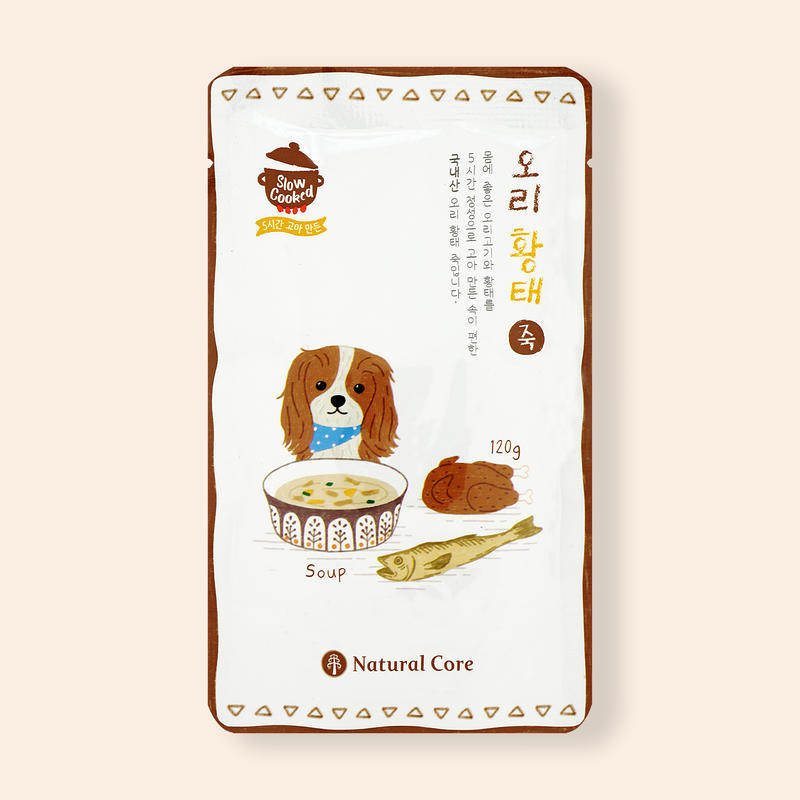 Slow
Cooked
5시간 고아 만든
오리 황태 죽
몸에 좋은 오리고기와 황태를
5시간 정성으로 고아 만든 속이 편한
국내산 오리 황태 죽입니다.
120g
Soup
Natural Core